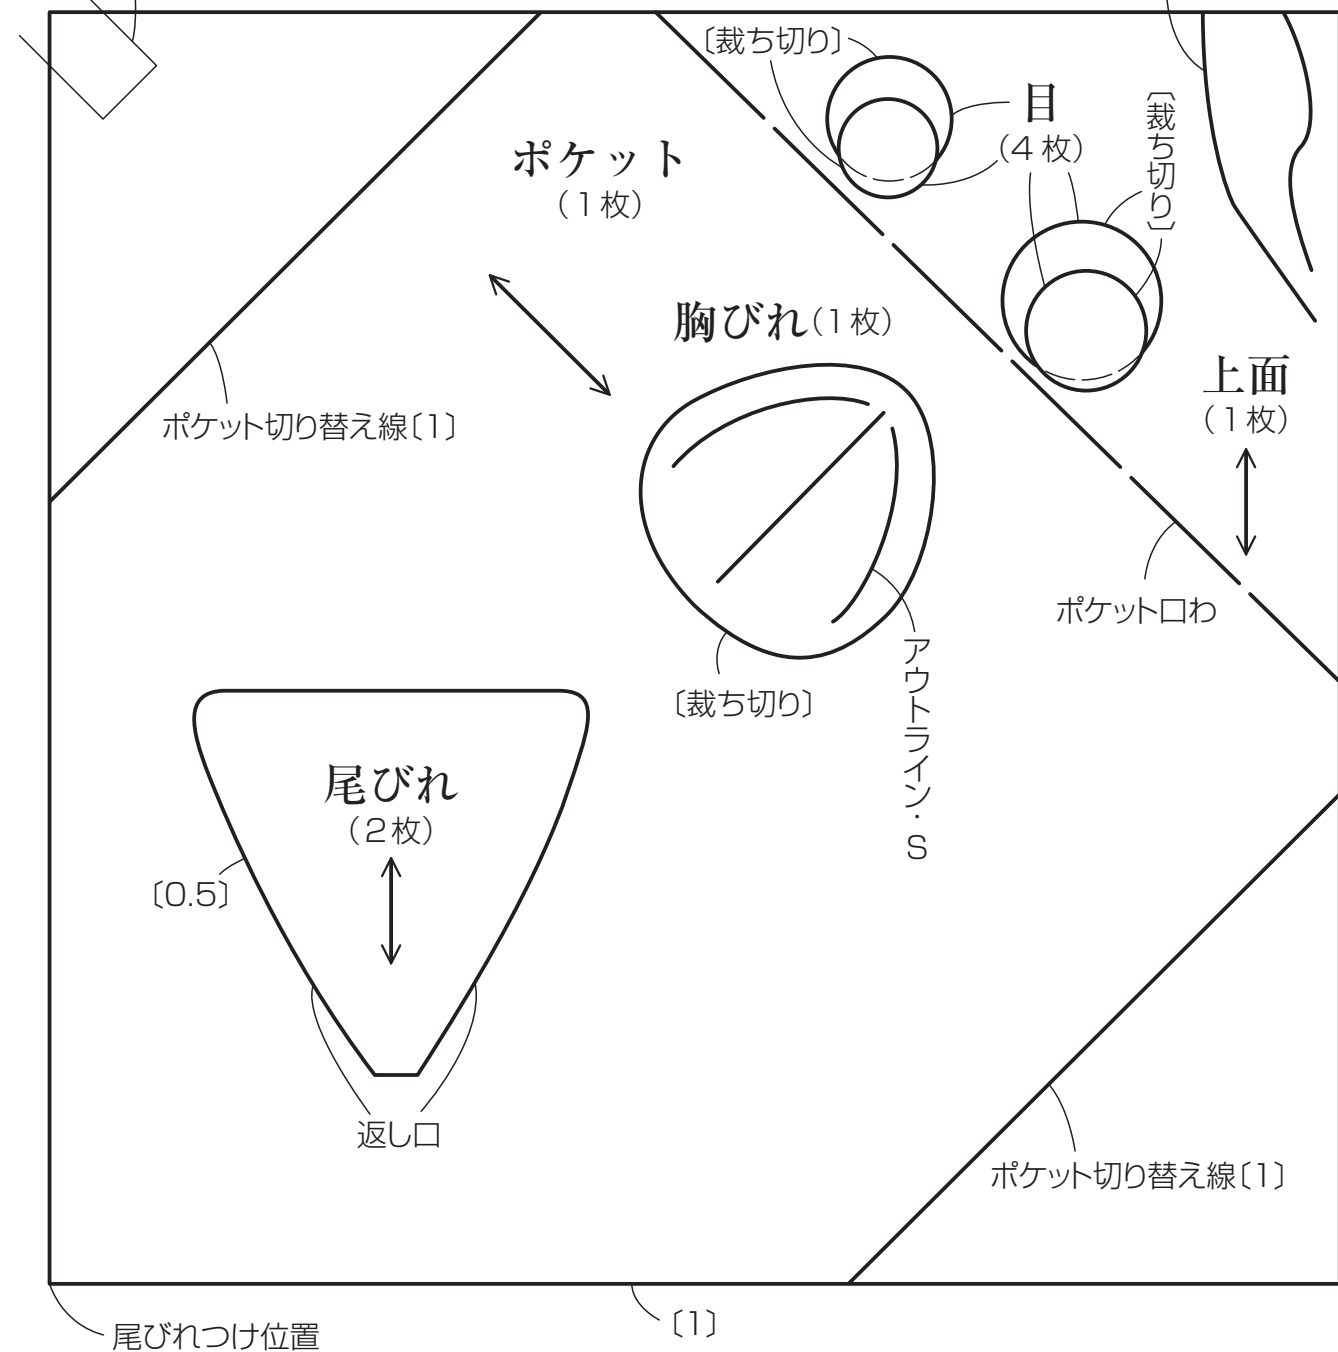 〔裁ち切り〕
目
(4 枚)
〔裁ち切り〕
ポケット
(1 枚)
胸びれ(1 枚)
上面
(1 枚)
ポケット切り替え線〔1〕
ポケット口わ
アウトライン・S
〔裁ち切り〕
尾びれ
(2 枚)
〔0.5〕
返し口
ポケット切り替え線〔1〕
〔1〕
尾びれつけ位置